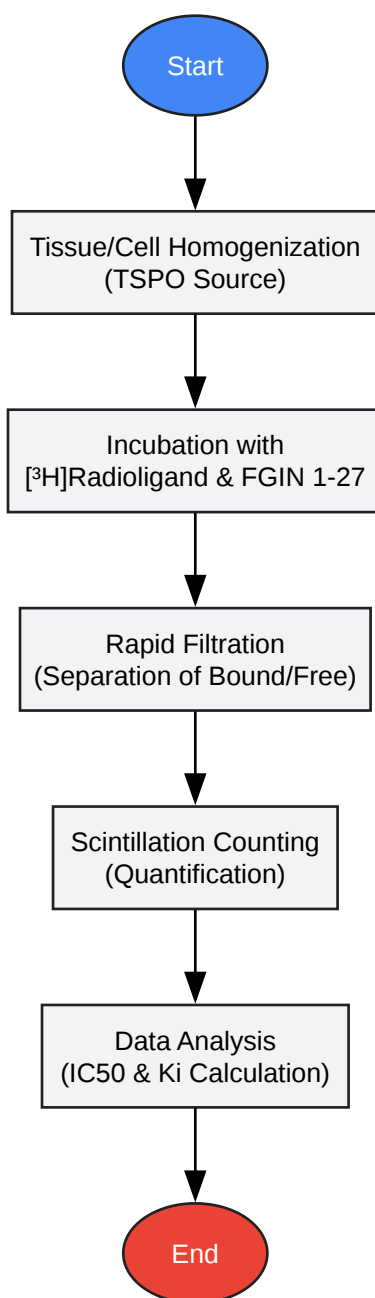 Start
Tissue/Cell Homogenization
(TSPO Source)
Incubation with
[³H]Radioligand & FGIN 1-27
Rapid Filtration
(Separation of Bound/Free)
Scintillation Counting
(Quantification)
Data Analysis
(IC50 & Ki Calculation)
End